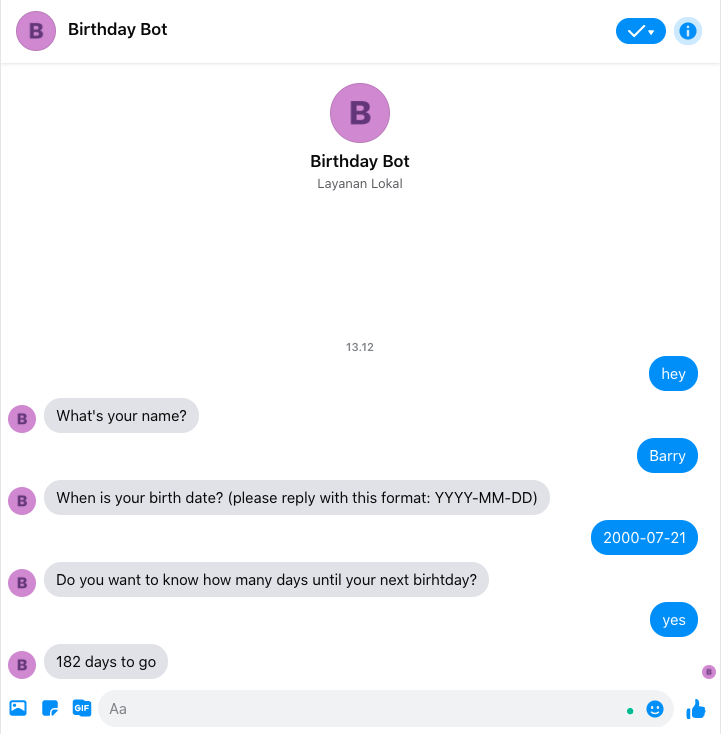 B
Birthday Bot
B
Birthday Bot
Layanan Lokal
13.12
hey
B
What's your name?
Barry
B
When is your birth date? (please reply with this format: YYYY-MM-DD)
2000-07-21
B
Do you want to know how many days until your next birhtday?
yes
B
182 days to go
B
GIF
Aa